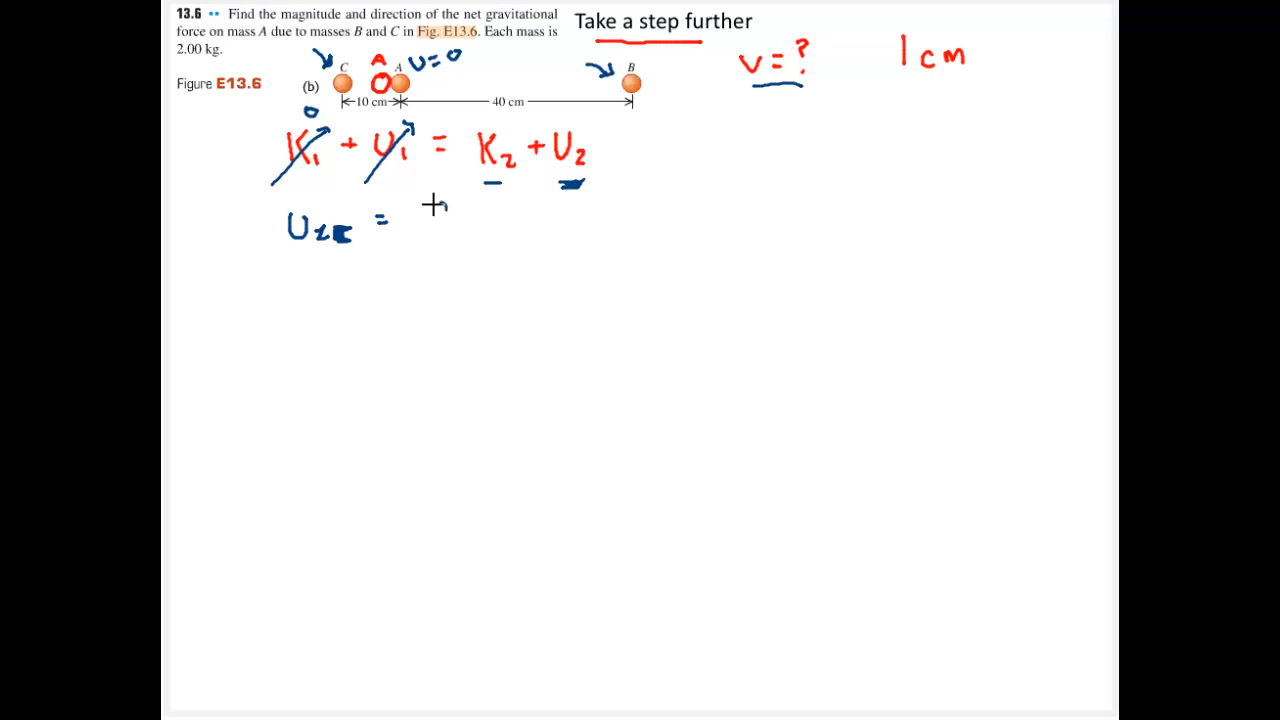 13.6 •• Find the magnitude and direction of the net gravitational
force on mass A due to masses B and C in Fig. E13.6. Each mass is
2.00 kg.
Take a step further
v = ?
1 cm
Figure E13.6
(b)
C
A
A
U = 0
B
10 cm
40 cm
0
K1 + U1 = K2 + U2
U2 =